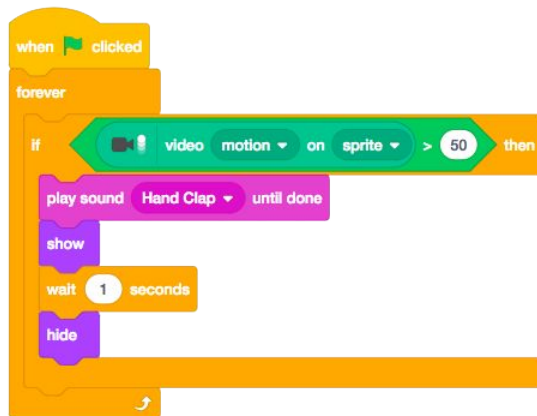 when clicked
forever
if video motion on sprite > 50 then
play sound Hand Clap until done
show
wait 1 seconds
hide